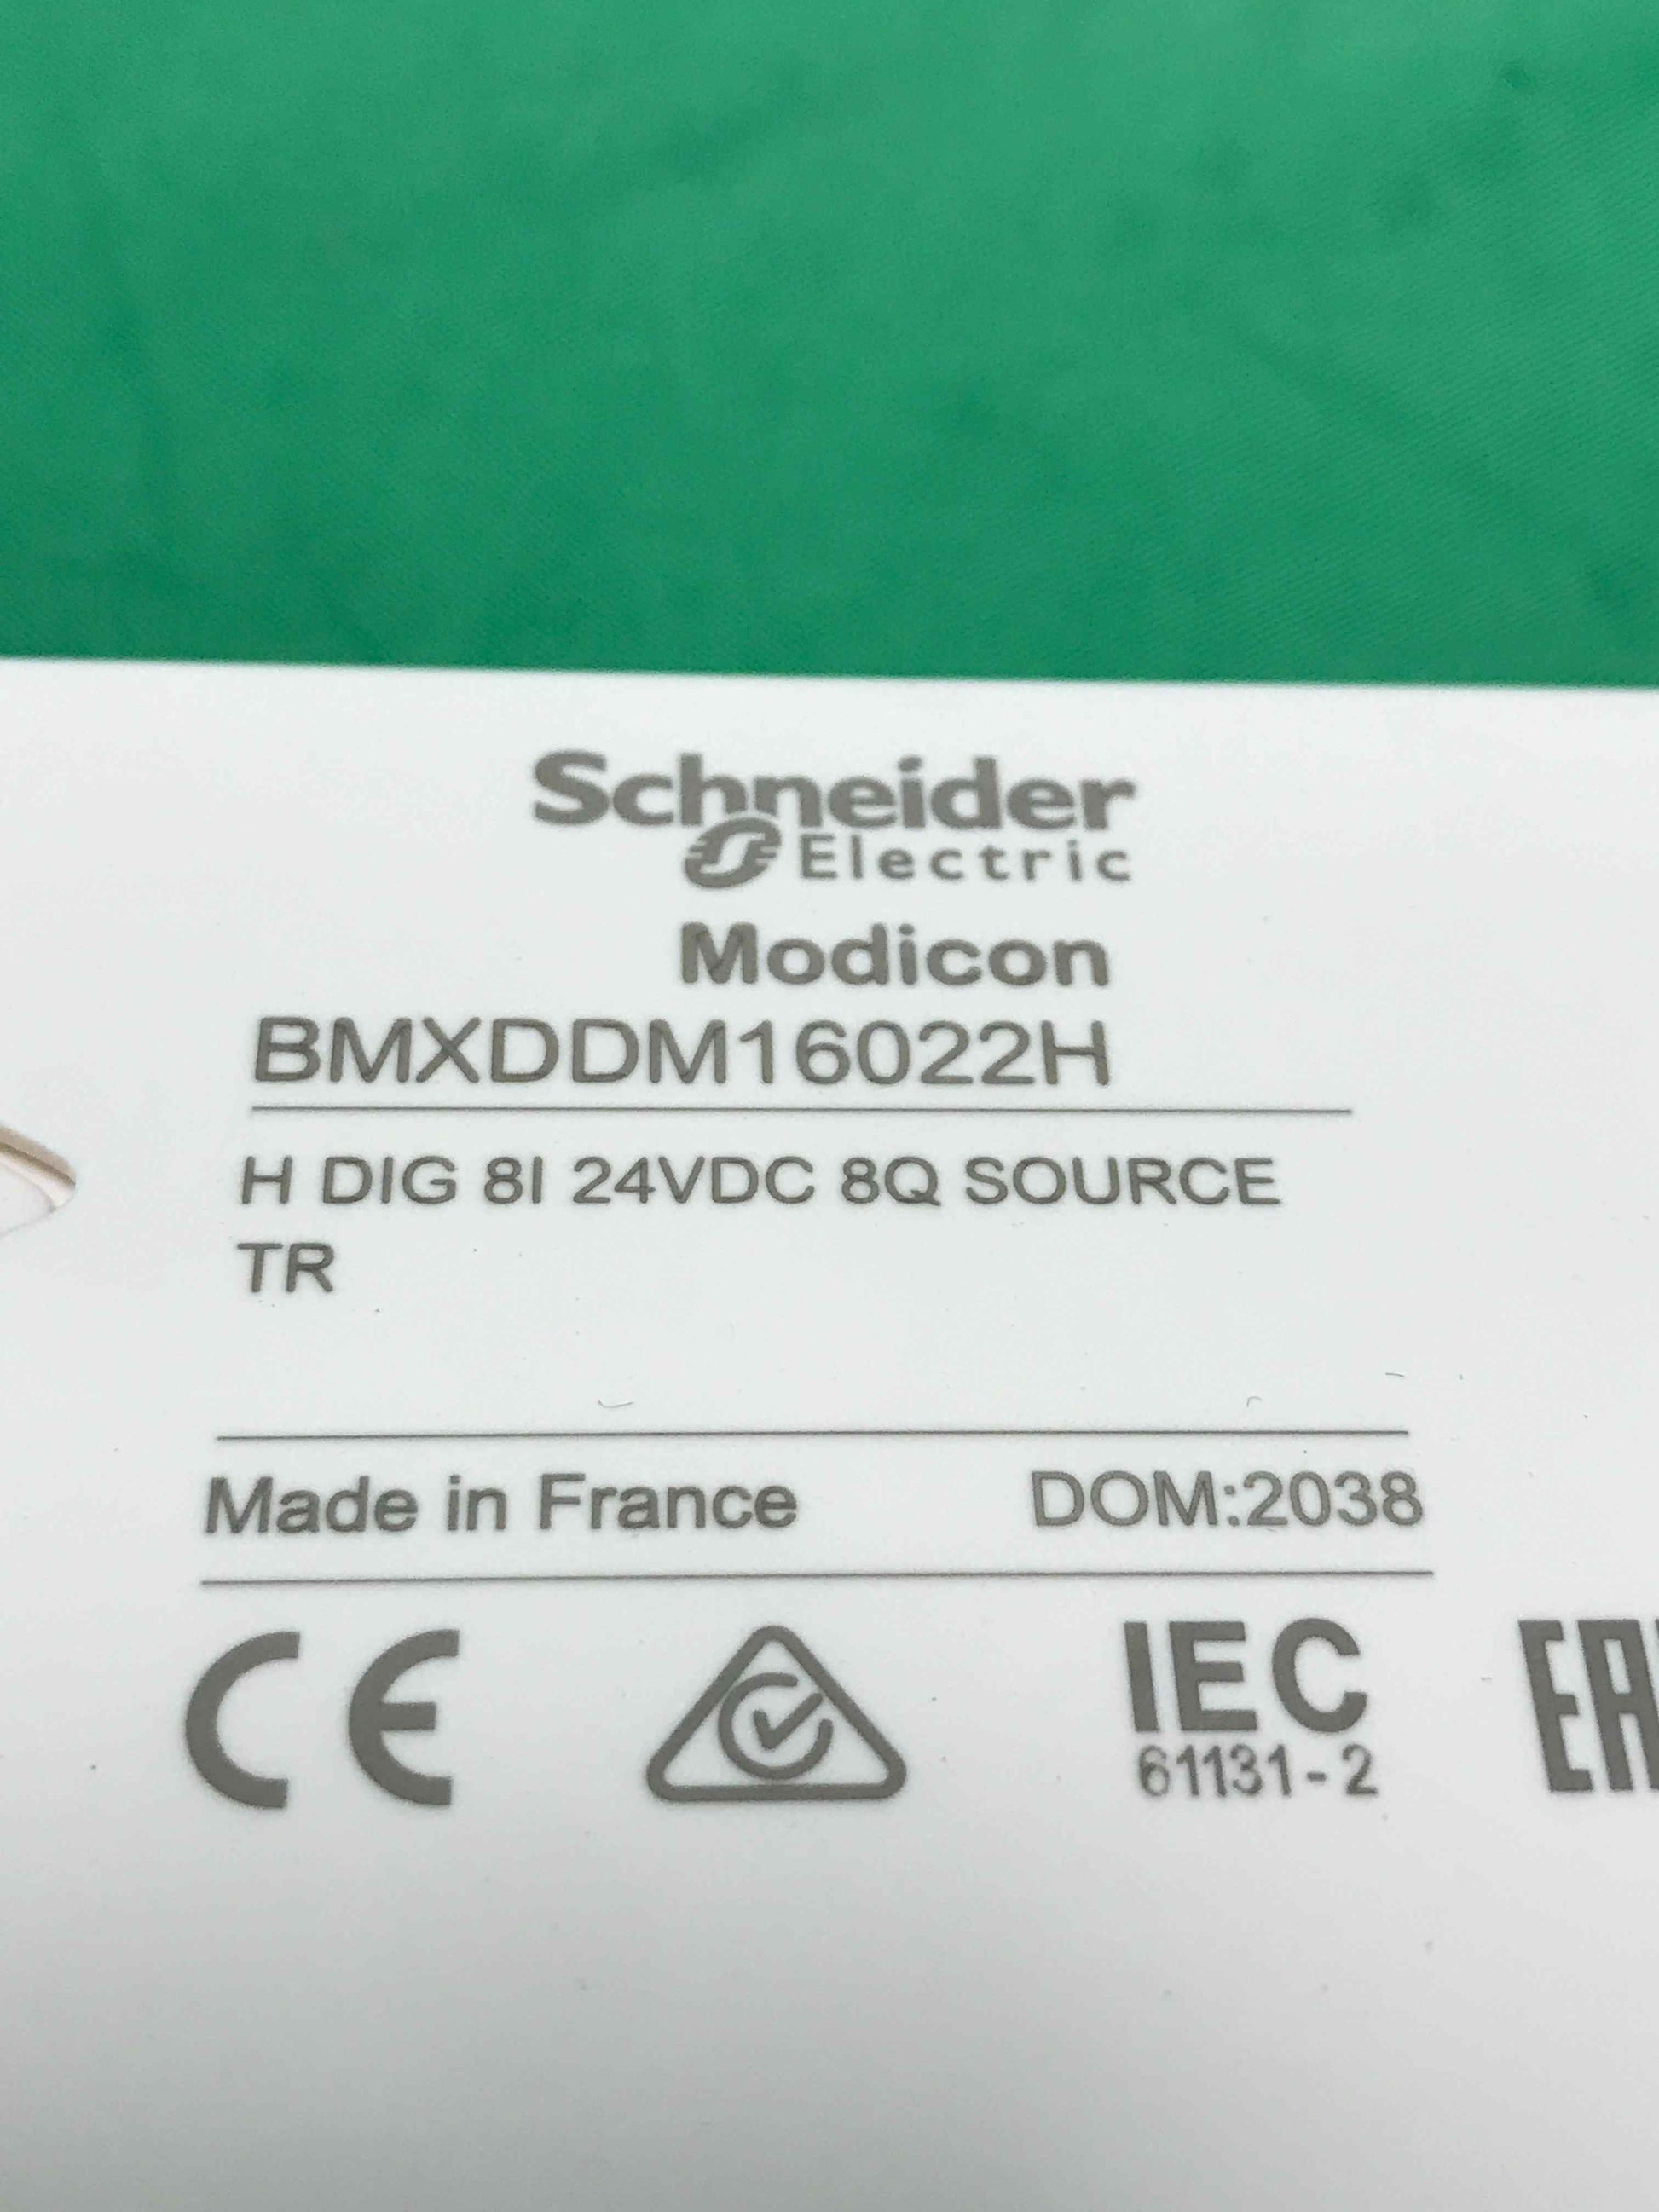 Schneider
Electric
Modicon
BMXDDM16022H
H DIG 8I 24VDC 8Q SOURCE
TR
Made in France DOM:2038
CE IEC
61131-2